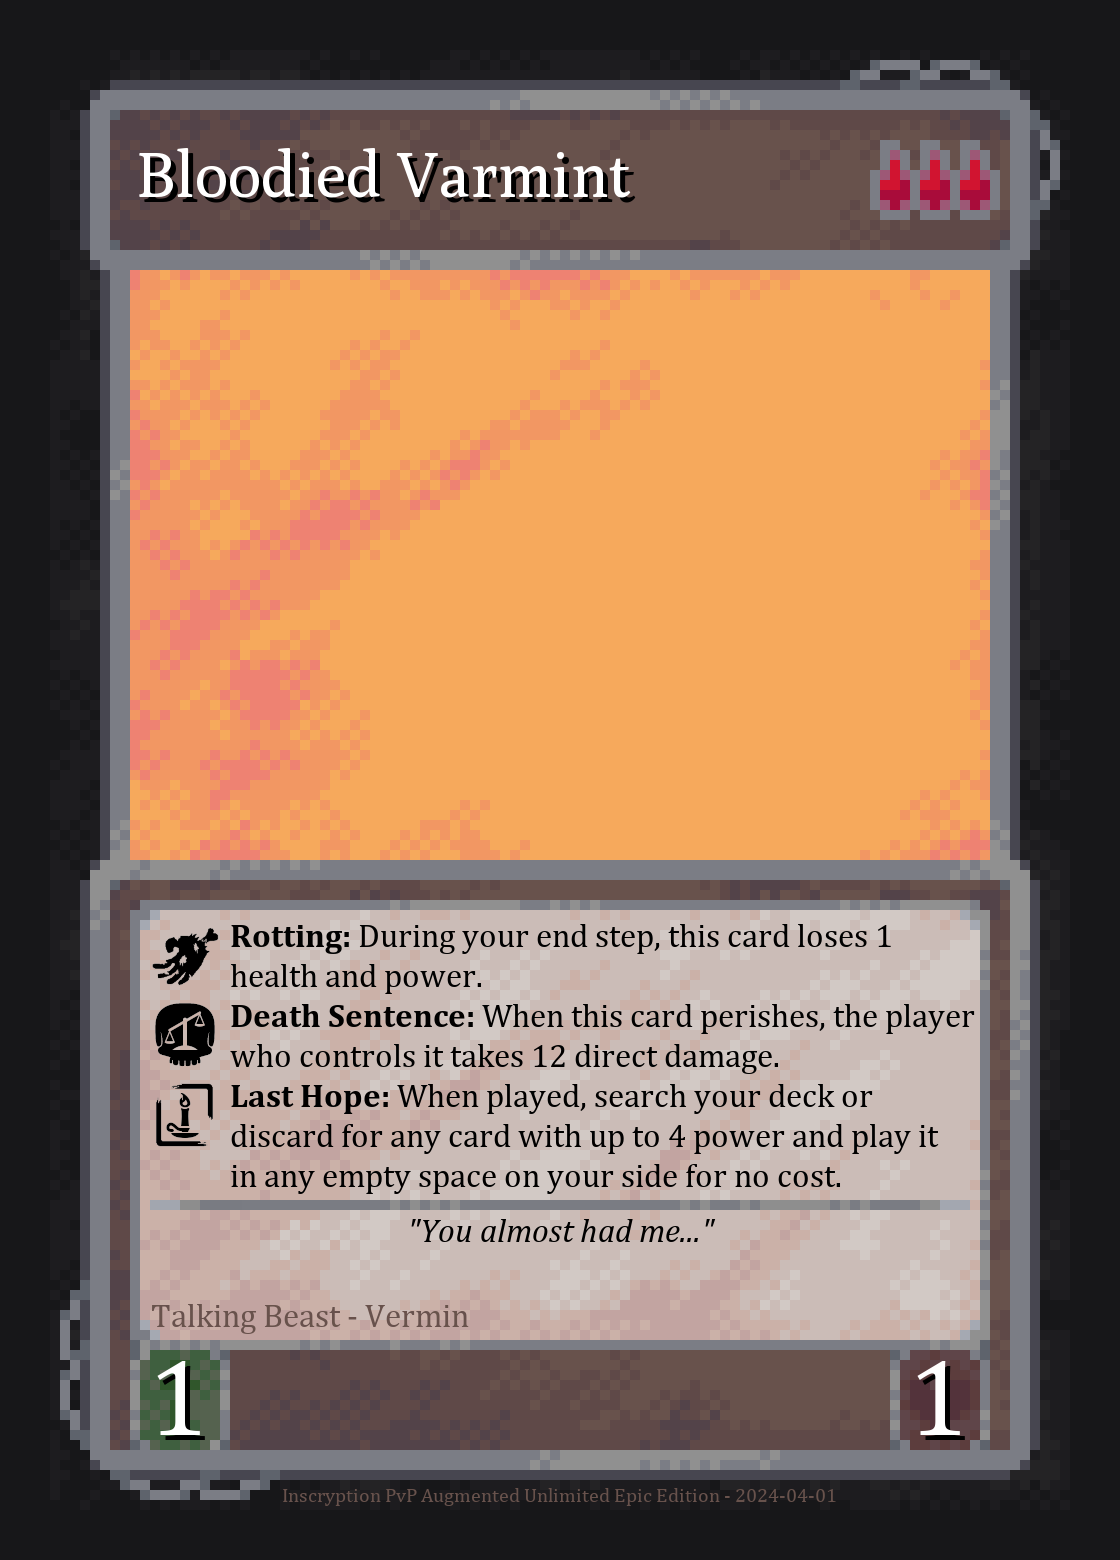 Bloodied Varmint
Rotting: During your end step, this card loses 1
health and power.
Death Sentence: When this card perishes, the player
who controls it takes 12 direct damage.
Last Hope: When played, search your deck or
discard for any card with up to 4 power and play it
in any empty space on your side for no cost.
"You almost had me..."
Talking Beast - Vermin
1 1
Inscryption PvP Augmented Unlimited Epic Edition - 2024-04-01